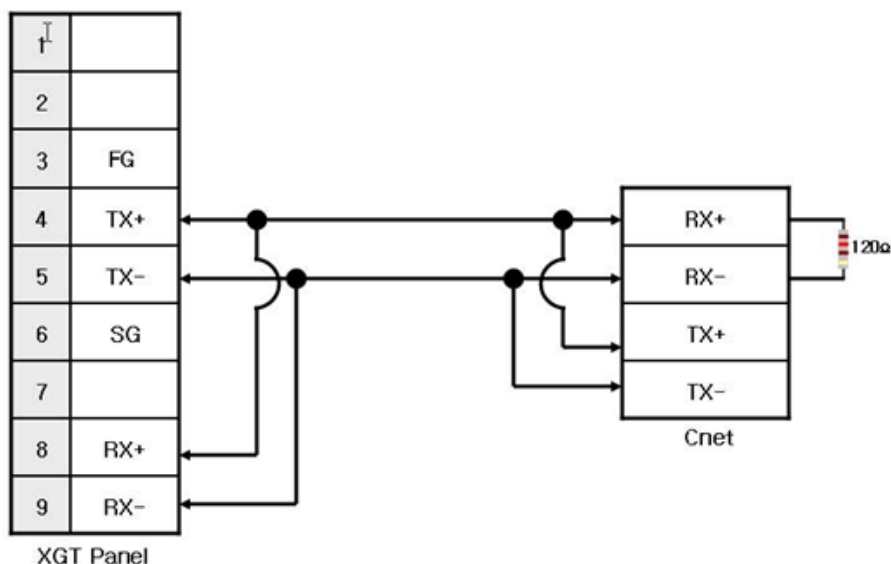 1
2
3 FG
4 TX+
5 TX-
6 SG
7
8 RX+
9 RX-
XGT Panel
RX+
RX-
TX+
TX-
Cnet
120Ω